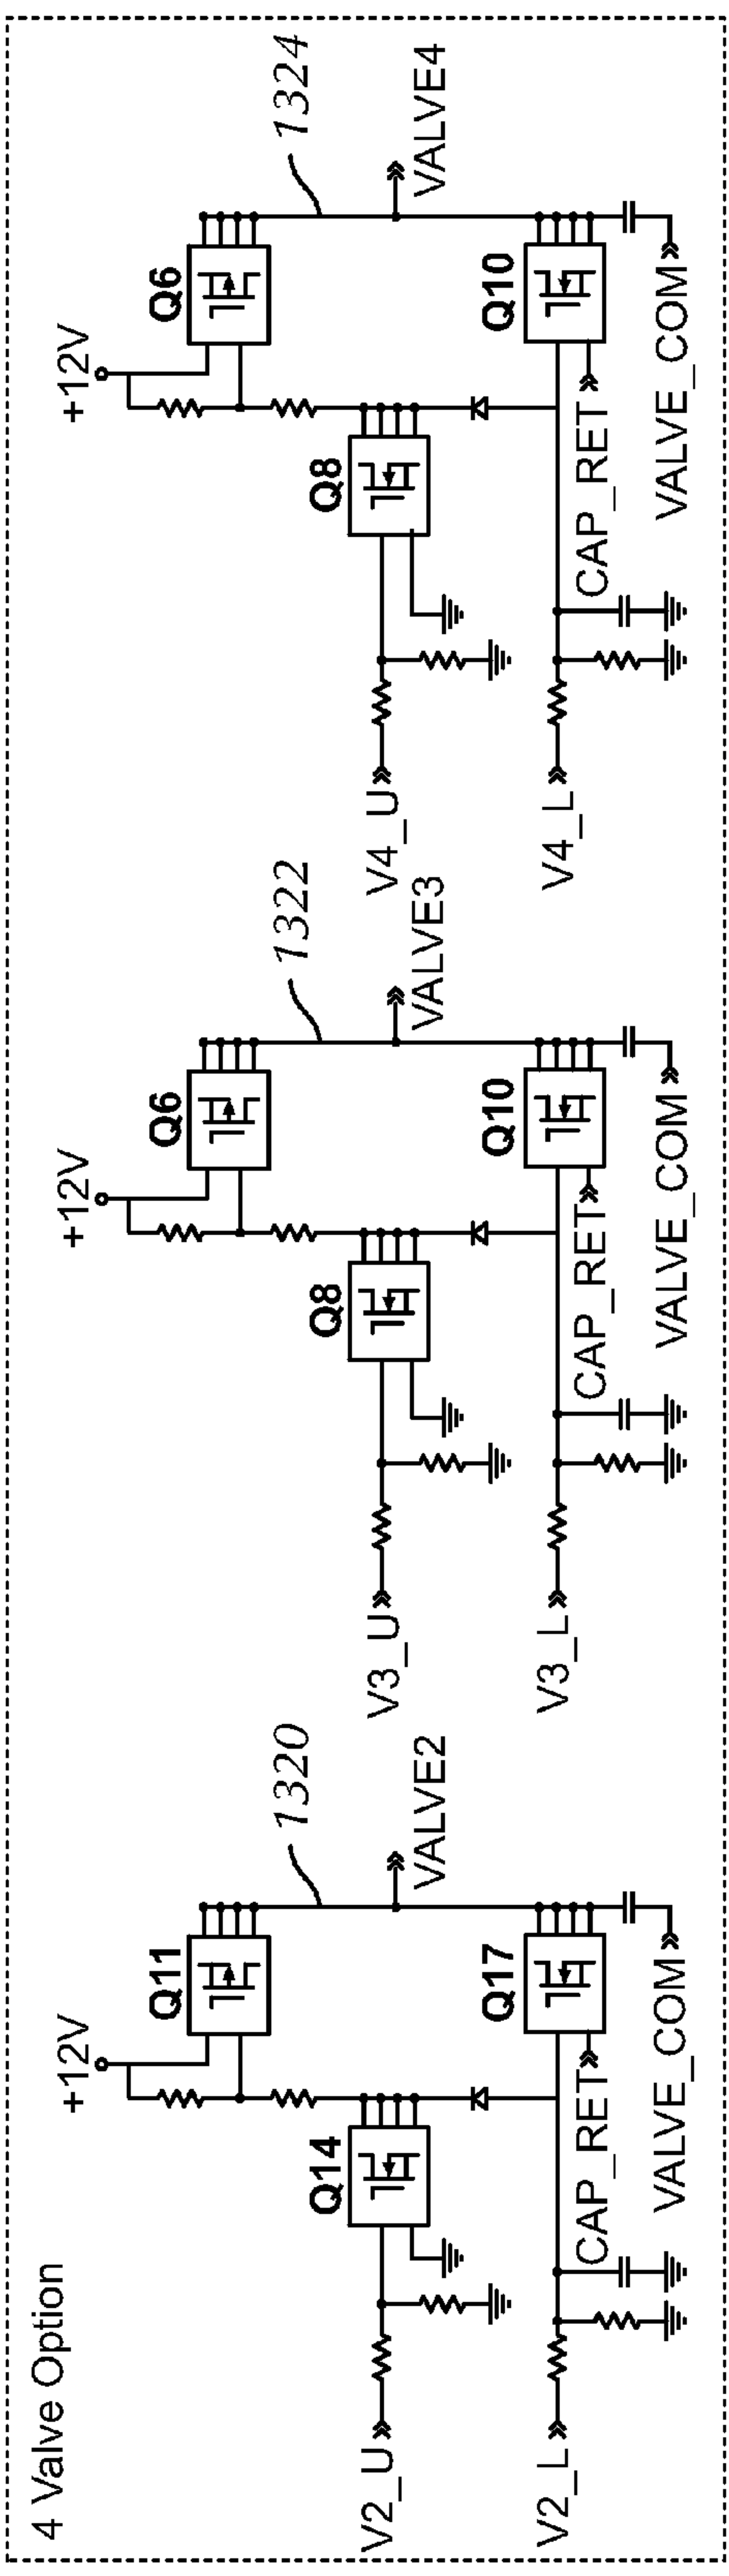 4 Valve Option
+12V
Q11
1320
Q14
VALVE2
V2_U
Q17
V2_L
CAP_RET
VALVE_COM
+12V
Q6
1322
Q8
VALVE3
V3_U
Q10
V3_L
CAP_RET
VALVE_COM
+12V
Q6
1324
Q8
VALVE4
V4_U
Q10
V4_L
CAP_RET
VALVE_COM